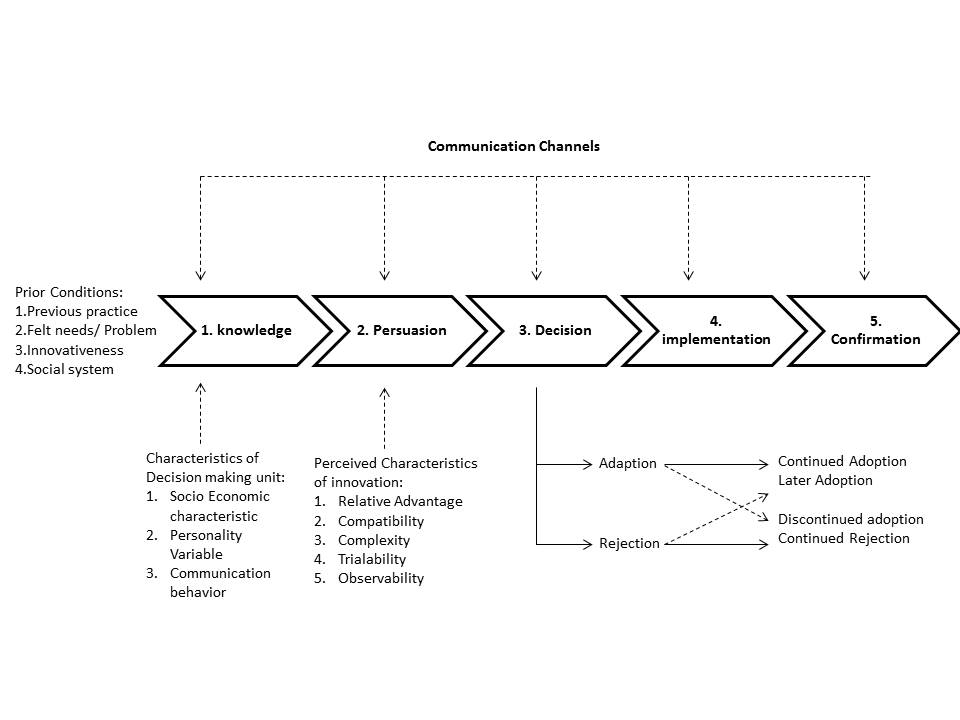 Communication Channels
Prior Conditions:
1.Previous practice
2.Felt needs/ Problem
3.Innovativeness
4.Social system
1. knowledge
2. Persuasion
3. Decision
4.
implementation
5.
Confirmation
Characteristics of
Decision making unit:
1. Socio Economic
characteristic
2. Personality
Variable
3. Communication
behavior
Perceived Characteristics
of innovation:
1. Relative Advantage
2. Compatibility
3. Complexity
4. Trialability
5. Observability
Adaption
Rejection
Continued Adoption
Later Adoption
Discontinued adoption
Continued Rejection